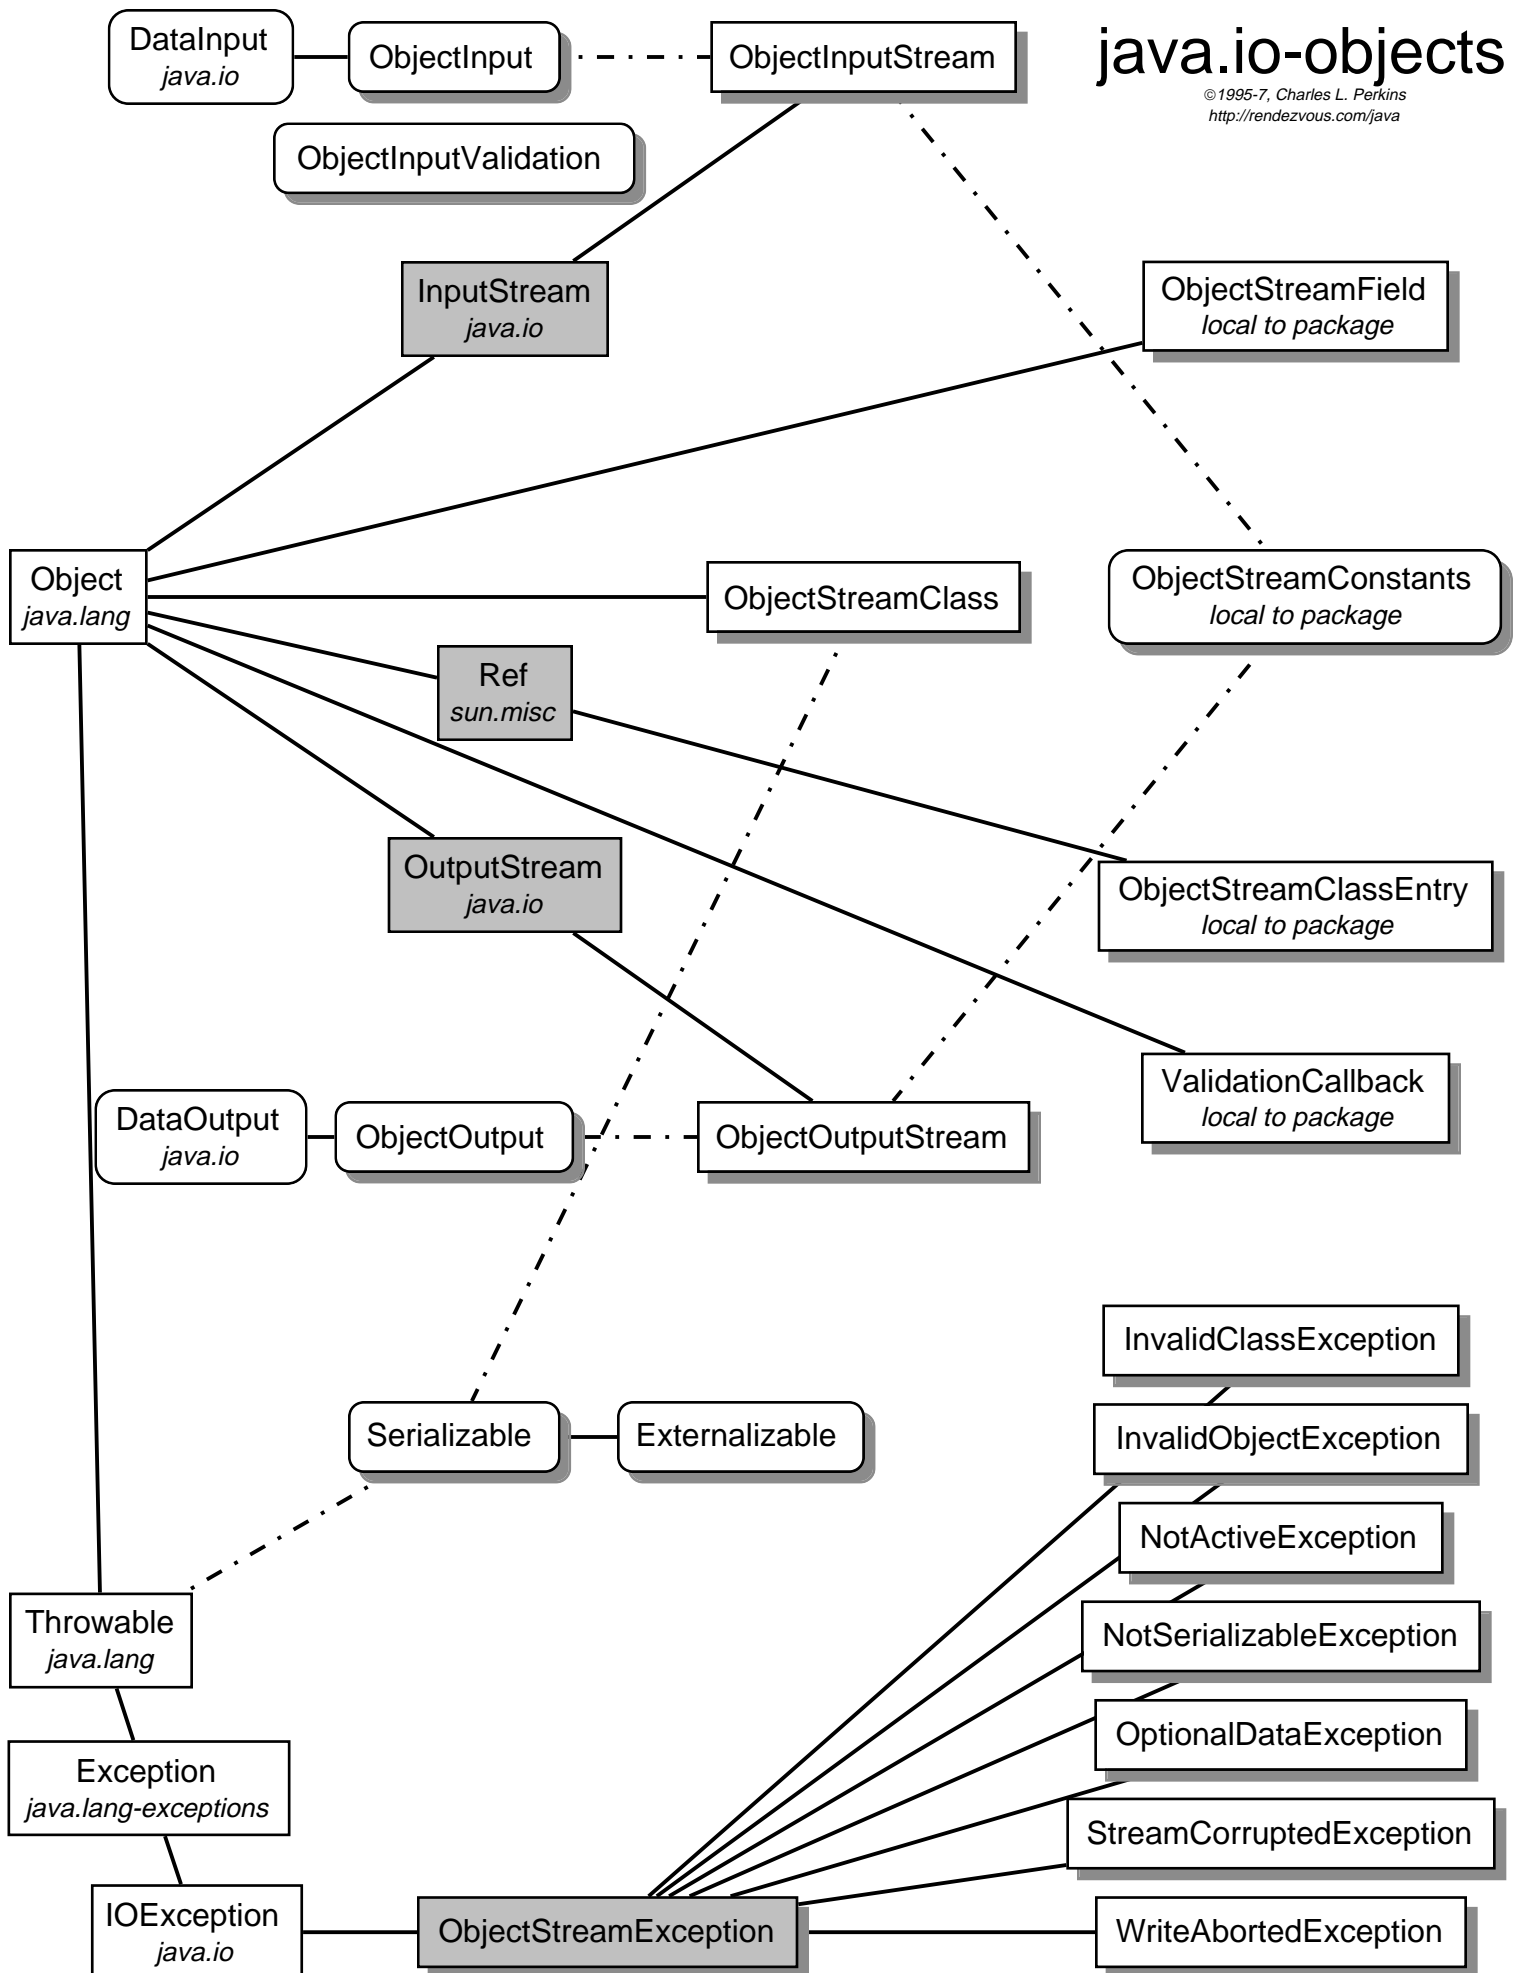 java.io-objects
©1995-7, Charles L. Perkins
http://rendezvous.com/java
DataInput
java.io
ObjectInput
ObjectInputStream
ObjectInputValidation
InputStream
java.io
ObjectStreamField
local to package
Object
java.lang
ObjectStreamClass
ObjectStreamConstants
local to package
Ref
sun.misc
OutputStream
java.io
ObjectStreamClassEntry
local to package
ValidationCallback
local to package
DataOutput
java.io
ObjectOutput
ObjectOutputStream
InvalidClassException
Serializable
Externalizable
InvalidObjectException
NotActiveException
Throwable
java.lang
NotSerializableException
OptionalDataException
Exception
java.lang-exceptions
StreamCorruptedException
IOException
java.io
ObjectStreamException
WriteAbortedException